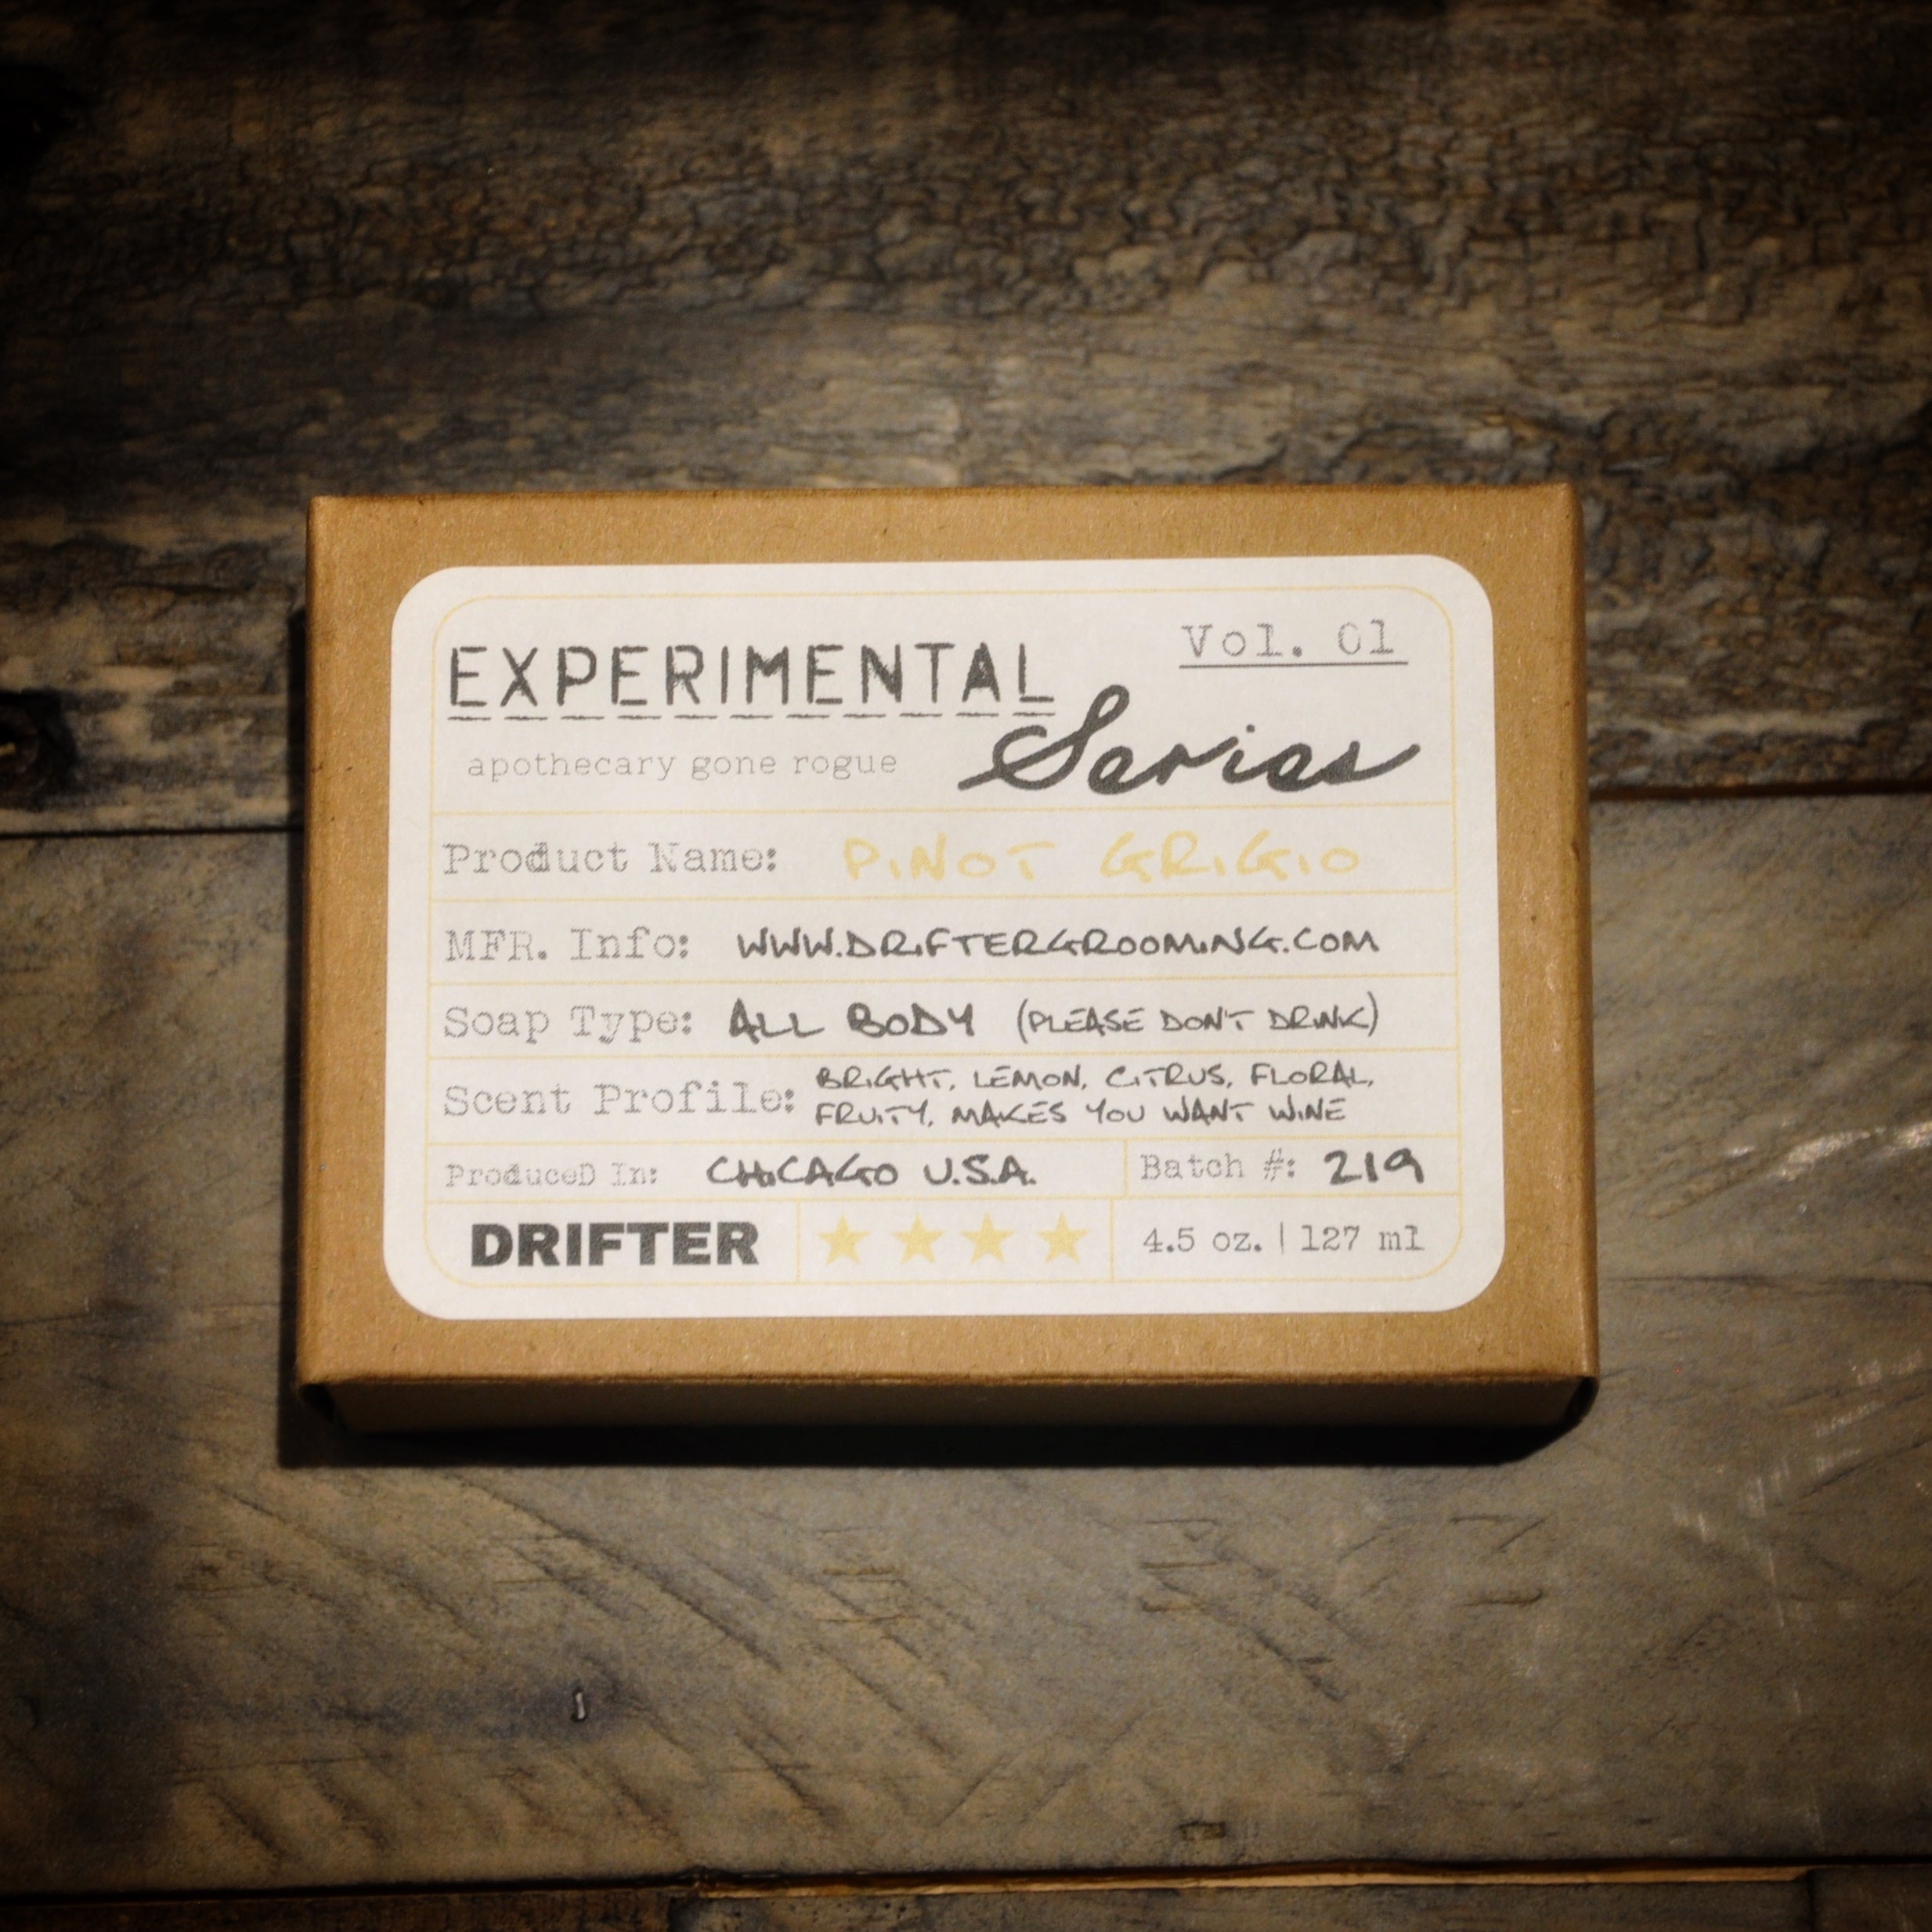 Vol. 01
EXPERIMENTAL
Series
apothecary gone rogue
Product Name: PINOT GRIGIO
MFR. Info: WWW.DRIFTERGROOMING.COM
Soap Type: ALL BODY (PLEASE DON'T DRINK)
Scent Profile: BRIGHT, LEMON, CITRUS, FLORAL,
FRUITY, MAKES YOU WANT WINE
ProduceD In: CHICAGO U.S.A. Batch #: 219
DRIFTER 4.5 oz. | 127 ml